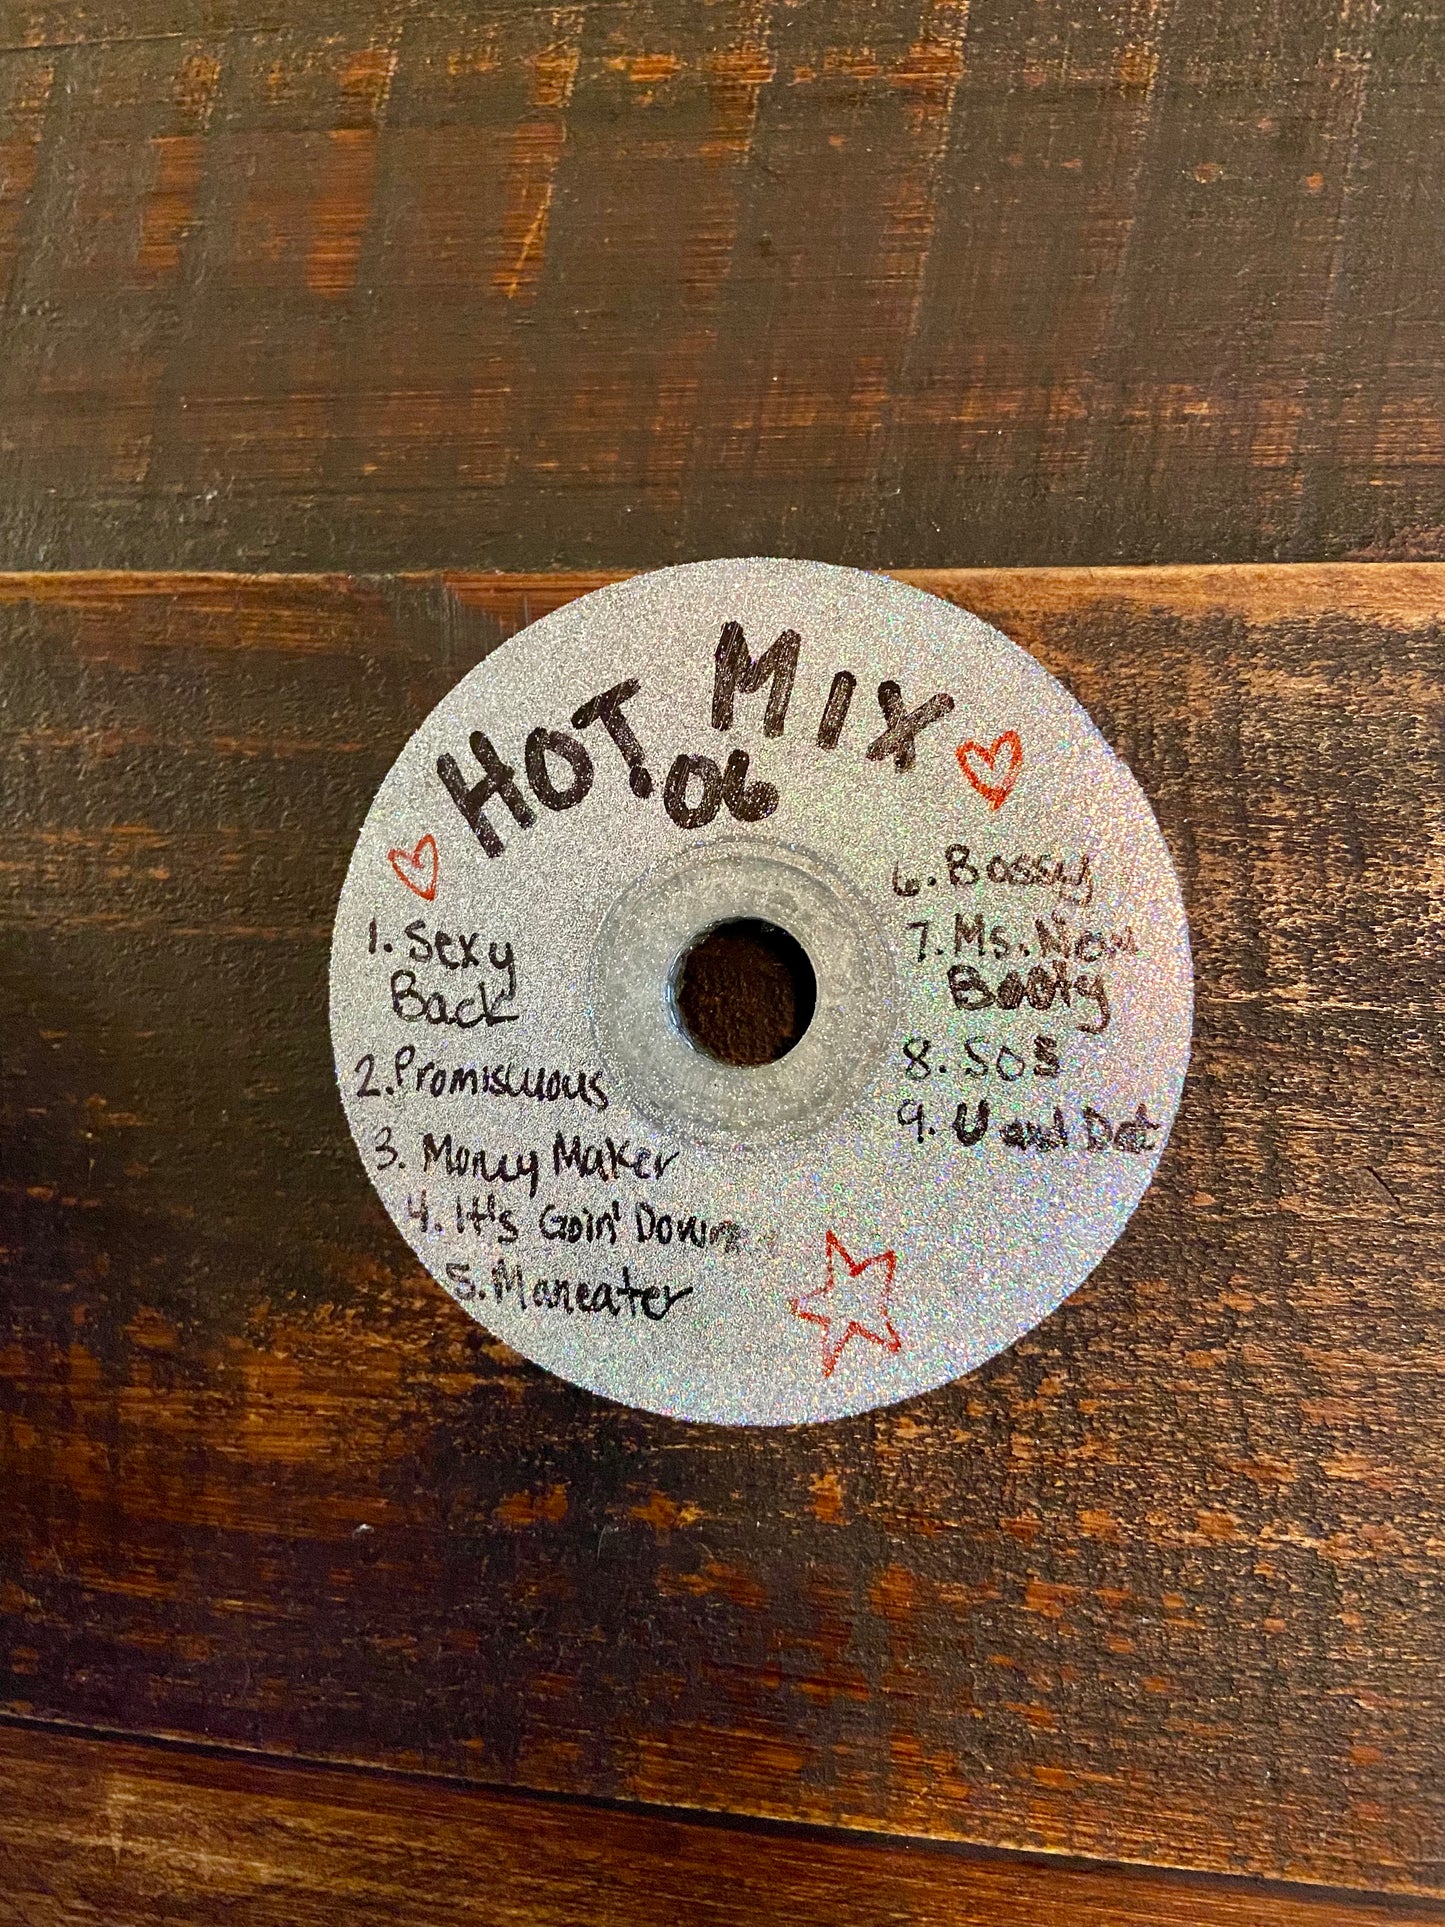 HOT MIX
06
1. Sexy
Back
2. Promiscuous
3. Money Maker
4. It's Goin' Down
5. Maneater
6. Bossy
7. Ms. New
Booty
8. SOS
9. U and Dat